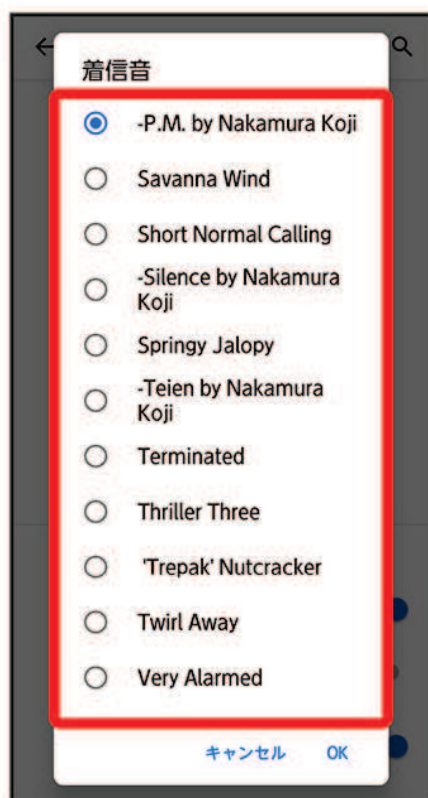 着信音
-P.M. by Nakamura Koji
Savanna Wind
Short Normal Calling
-Silence by Nakamura
Koji
Springy Jalopy
-Teien by Nakamura
Koji
Terminated
Thriller Three
'Trepak' Nutcracker
Twirl Away
Very Alarmed
キャンセル OK